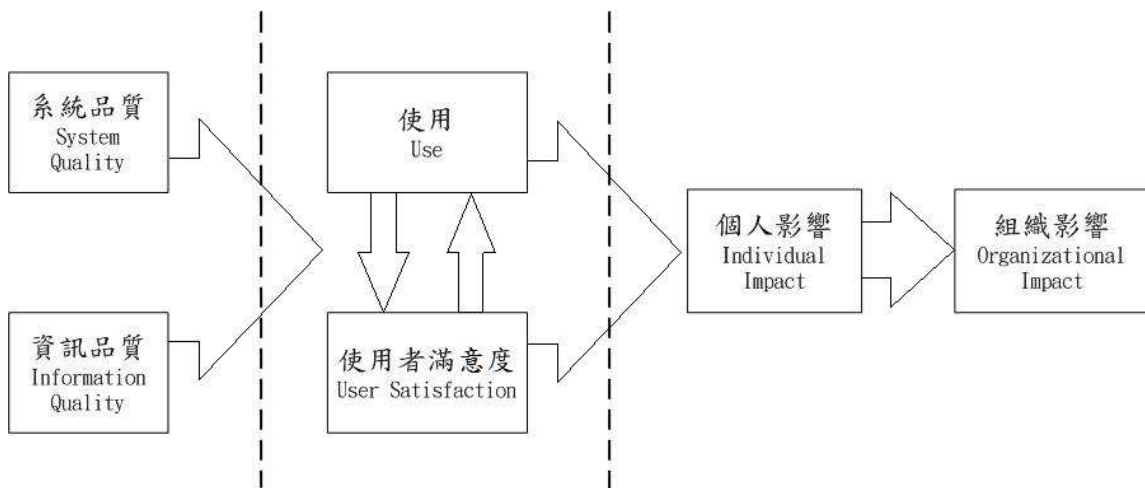 系統品質
System
Quality
資訊品質
Information
Quality
使用
Use
使用者滿意度
User Satisfaction
個人影響
Individual
Impact
組織影響
Organizational
Impact